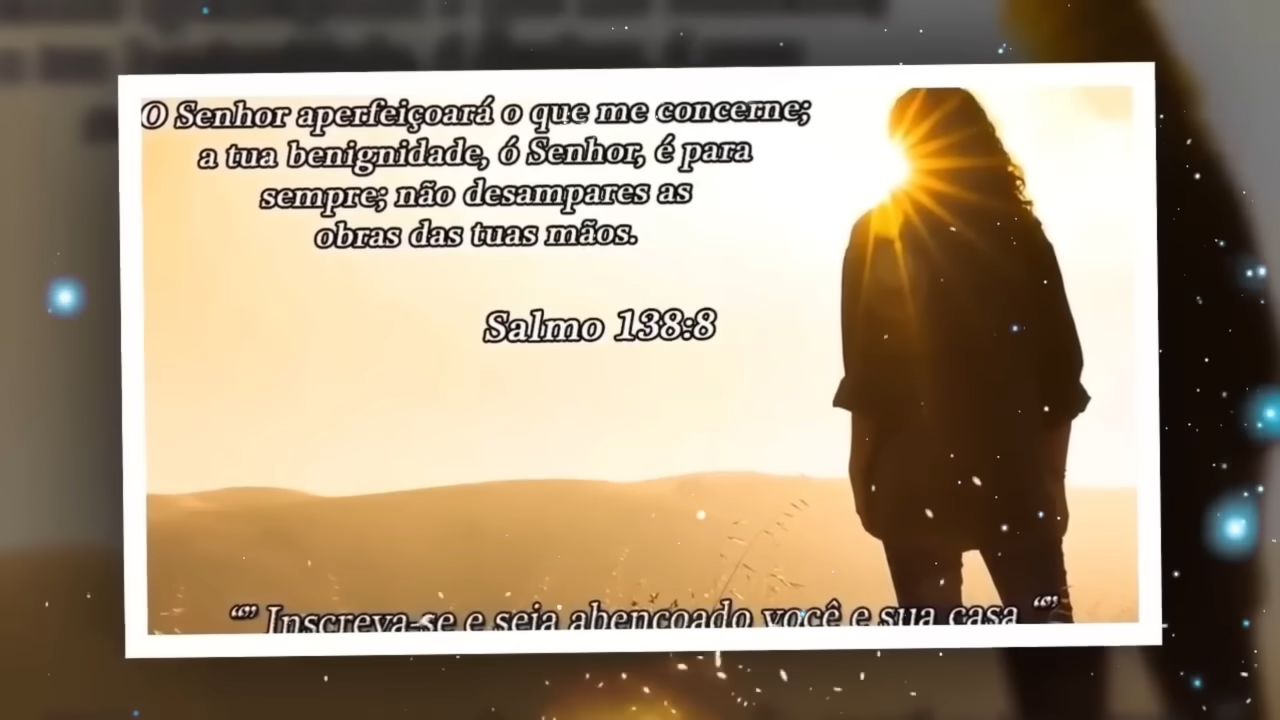 O Senhor aperfeiçoará o que me concerne;
a tua benignidade, ó Senhor, é para
sempre; não desampares as
obras das tuas mãos.
Salmo 138:8
“” Inscreva-se e seja abençoado você e sua casa “”